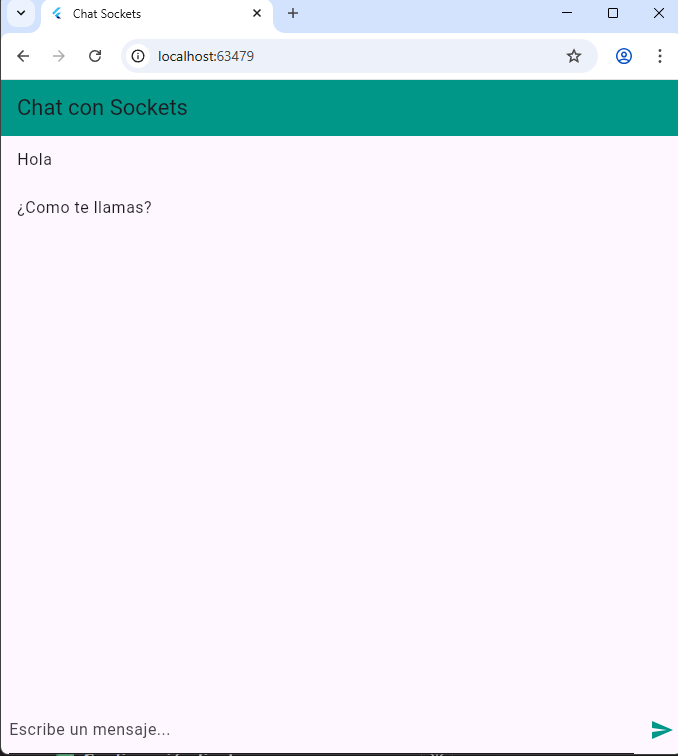 Chat Sockets
localhost:63479
Chat con Sockets
Hola
¿Como te llamas?
Escribe un mensaje...